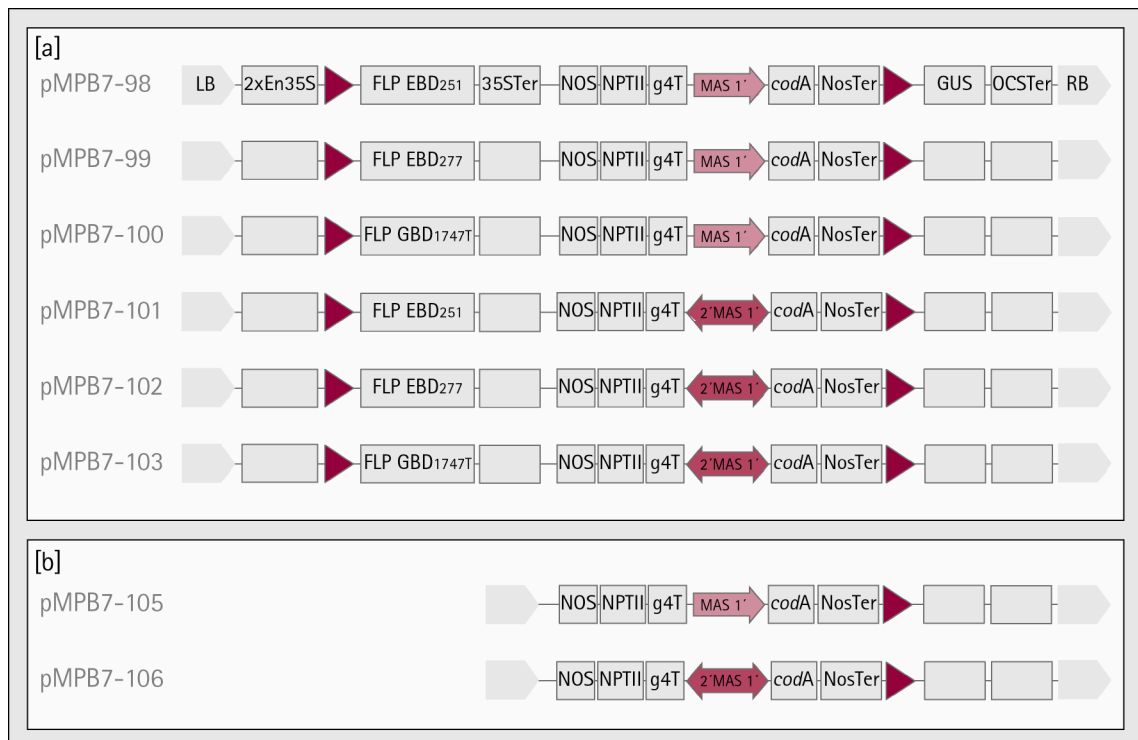 [a]
pMPB7-98 LB 2xEn35S FLP EBD251 35STer NOS NPTII g4T MAS 1´ codA NosTer GUS OCSTer RB
pMPB7-99 FLP EBD277 NOS NPTII g4T MAS 1´ codA NosTer
pMPB7-100 FLP GBD1747T NOS NPTII g4T MAS 1´ codA NosTer
pMPB7-101 FLP EBD251 NOS NPTII g4T 2´MAS 1´ codA NosTer
pMPB7-102 FLP EBD277 NOS NPTII g4T 2´MAS 1´ codA NosTer
pMPB7-103 FLP GBD1747T NOS NPTII g4T 2´MAS 1´ codA NosTer
[b]
pMPB7-105 NOS NPTII g4T MAS 1´ codA NosTer
pMPB7-106 NOS NPTII g4T 2´MAS 1´ codA NosTer